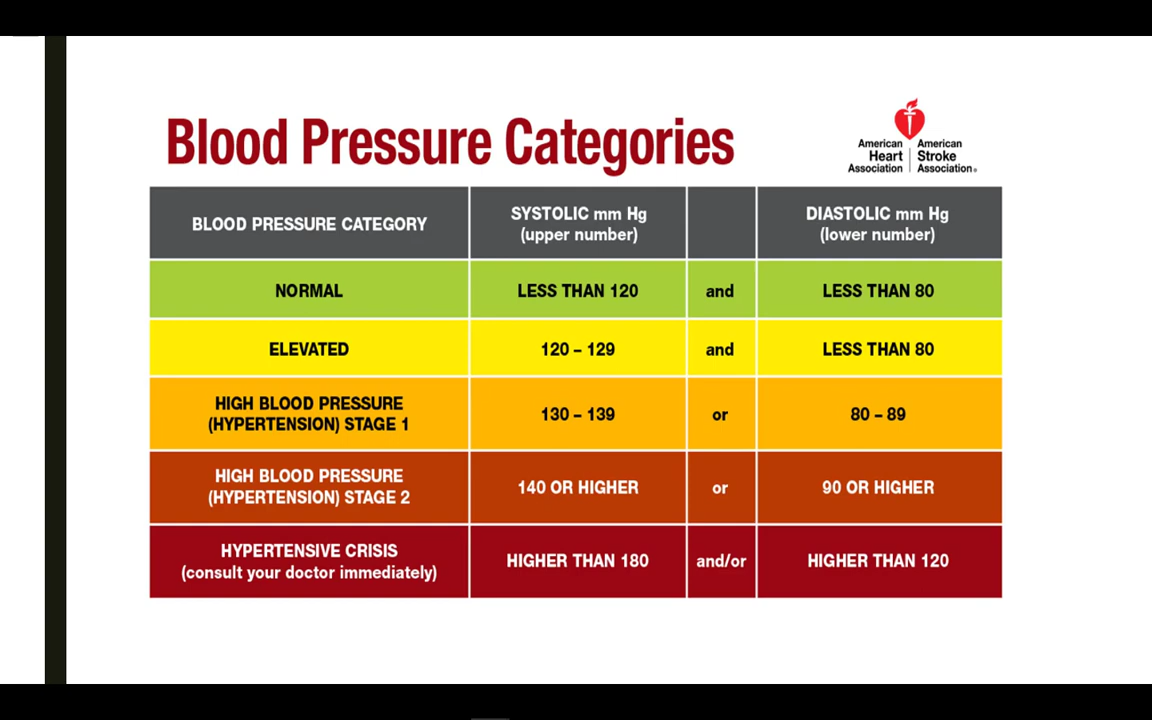 Blood Pressure Categories
American Heart Association
American Stroke Association®
BLOOD PRESSURE CATEGORY
SYSTOLIC mm Hg
(upper number)
DIASTOLIC mm Hg
(lower number)
NORMAL
LESS THAN 120
and
LESS THAN 80
ELEVATED
120 – 129
and
LESS THAN 80
HIGH BLOOD PRESSURE
(HYPERTENSION) STAGE 1
130 – 139
or
80 – 89
HIGH BLOOD PRESSURE
(HYPERTENSION) STAGE 2
140 OR HIGHER
or
90 OR HIGHER
HYPERTENSIVE CRISIS
(consult your doctor immediately)
HIGHER THAN 180
and/or
HIGHER THAN 120